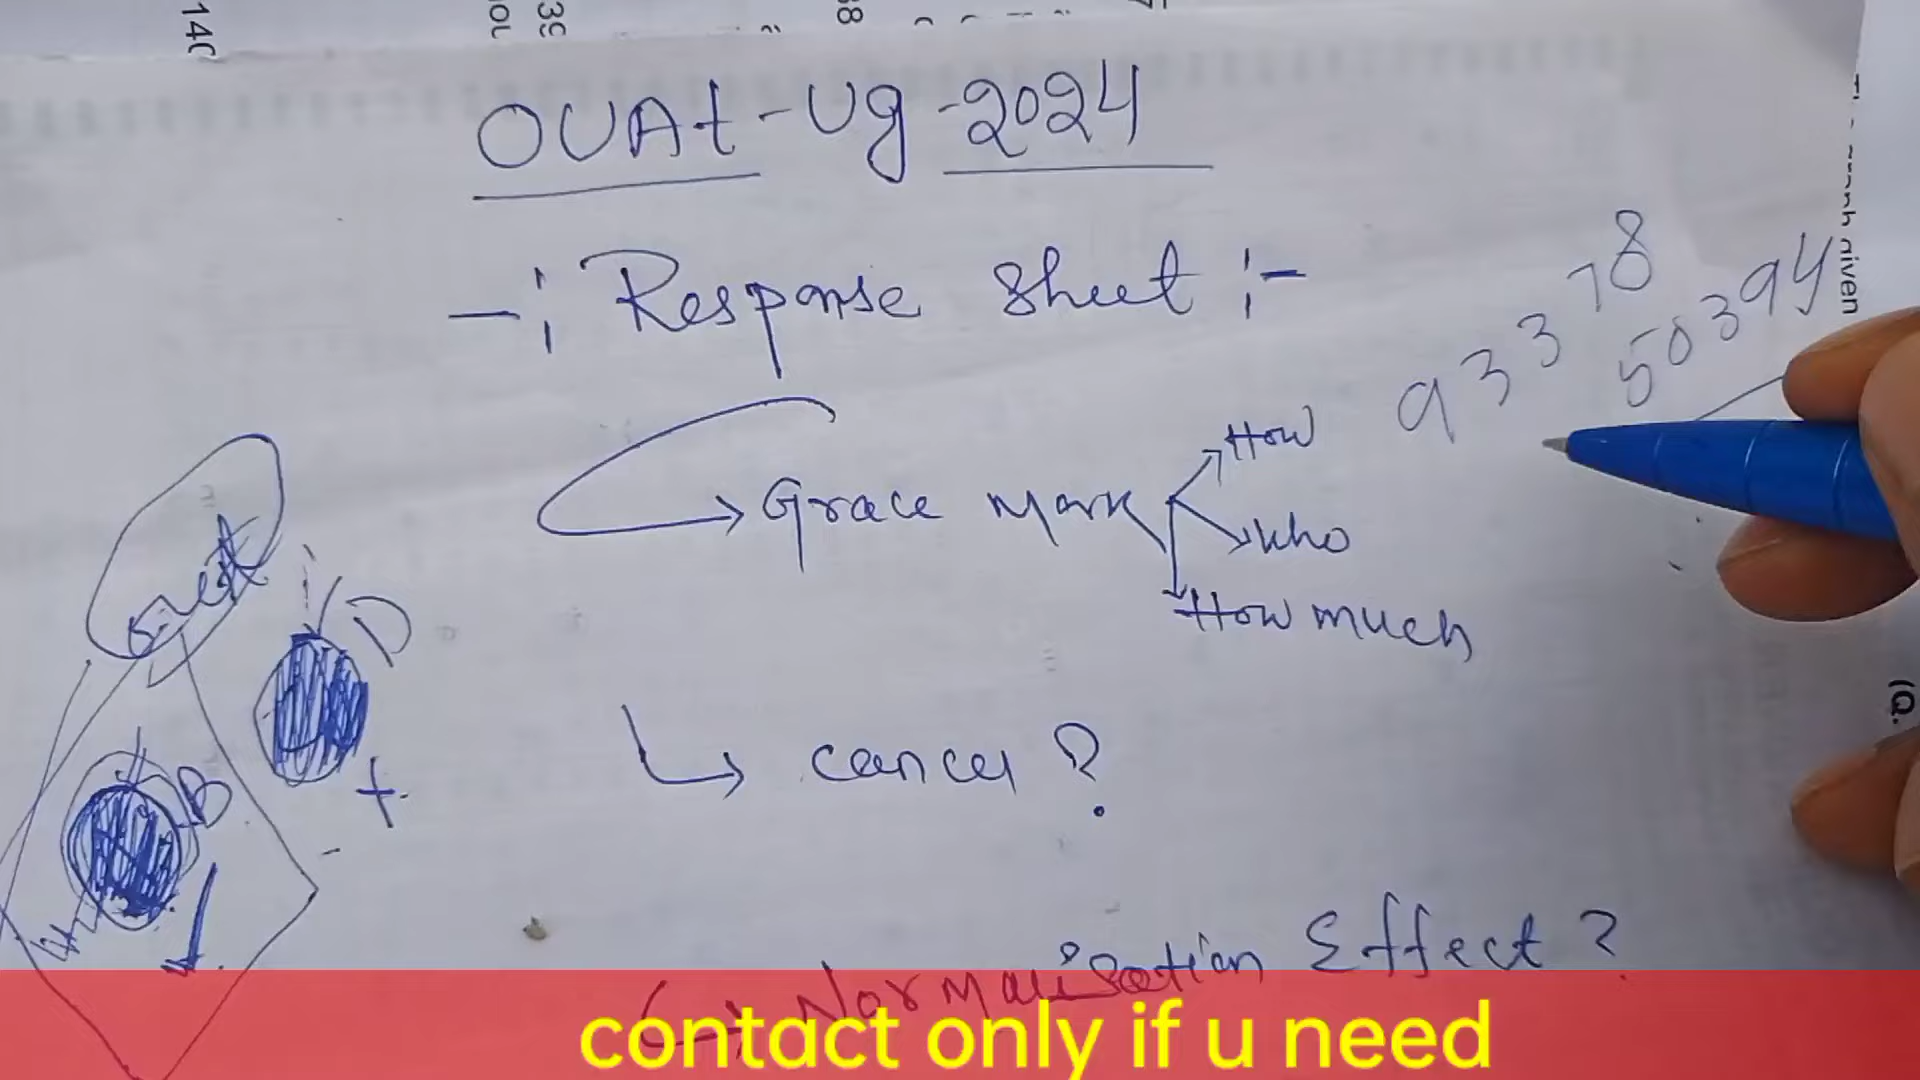 OUAt-Ug-2024
-: Response Sheet :-
93378
50394
→ Grace Mark
How
Who
How much
D
B
→ cancel ?
→ Normalisation Effect ?
contact only if u need